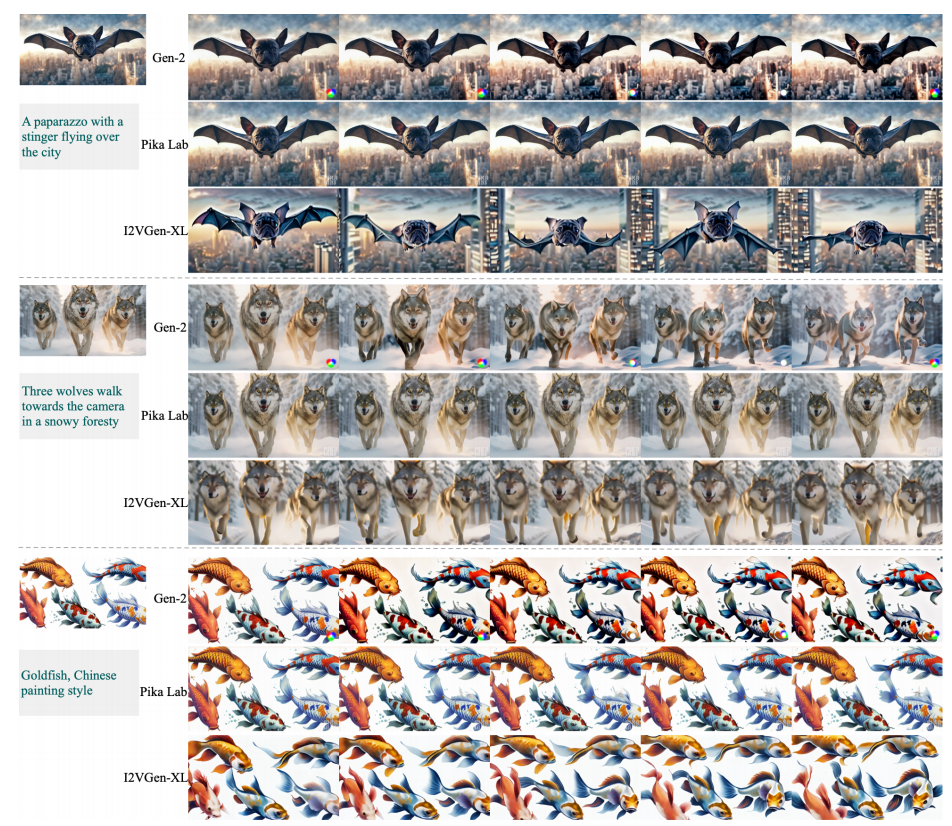 Gen-2
A paparazzo with a
stinger flying over
the city
Pika Lab
I2VGen-XL
Gen-2
Three wolves walk
towards the camera
in a snowy foresty
Pika Lab
I2VGen-XL
Gen-2
Goldfish, Chinese
painting style
Pika Lab
I2VGen-XL